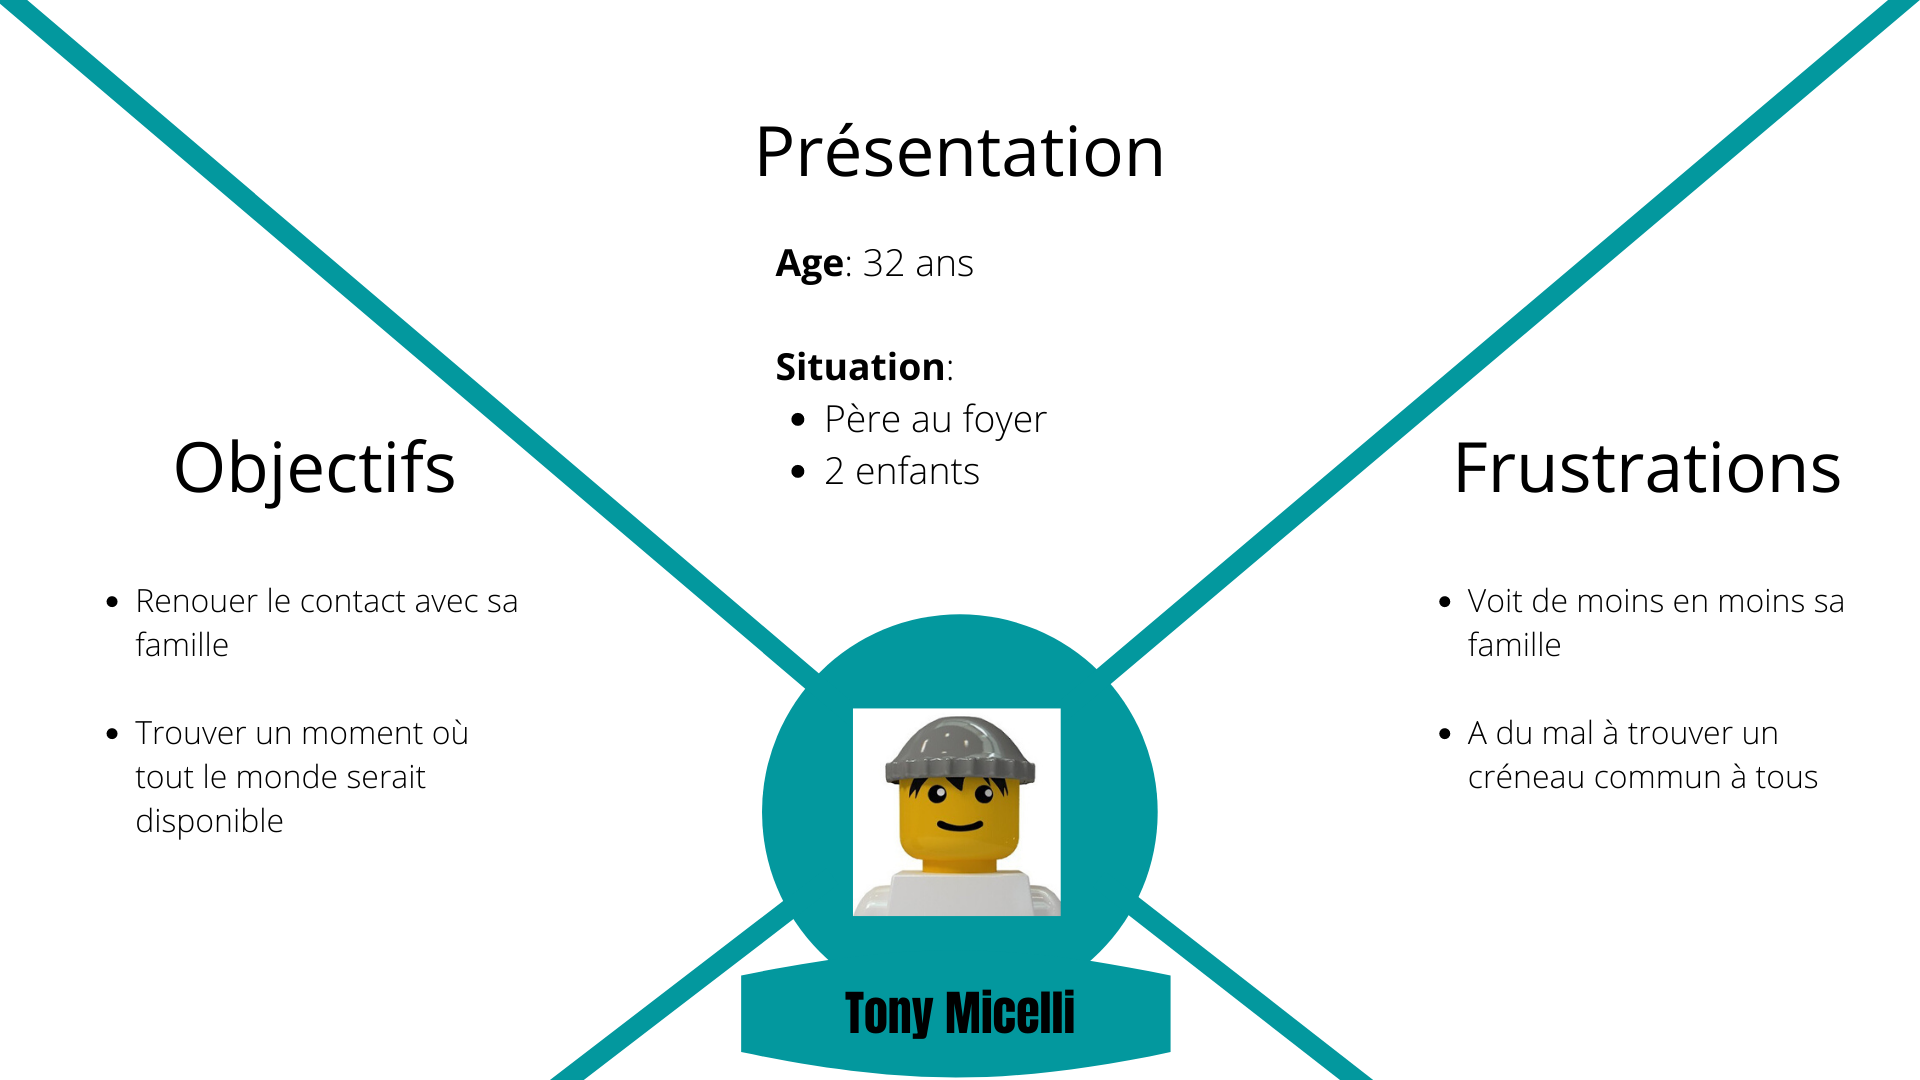 Présentation
Age: 32 ans
Situation:
• Père au foyer
• 2 enfants
Objectifs
• Renouer le contact avec sa
famille
• Trouver un moment où
tout le monde serait
disponible
Frustrations
• Voit de moins en moins sa
famille
• A du mal à trouver un
créneau commun à tous
Tony Micelli